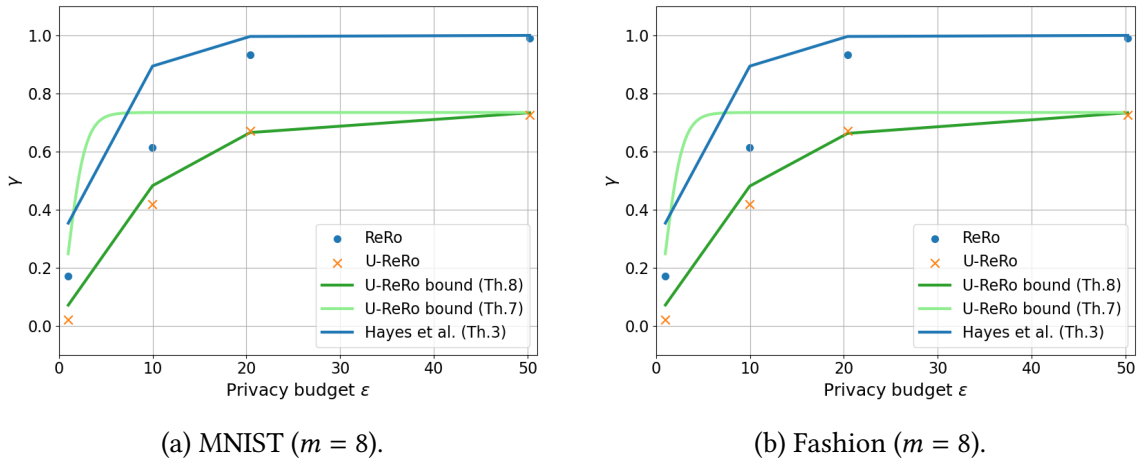 1.0
0.8
0.6
0.4
0.2
0.0
γ
ReRo
U-ReRo
U-ReRo bound (Th.8)
U-ReRo bound (Th.7)
Hayes et al. (Th.3)
0 10 20 30 40 50
Privacy budget ε
(a) MNIST (m = 8).
1.0
0.8
0.6
0.4
0.2
0.0
γ
ReRo
U-ReRo
U-ReRo bound (Th.8)
U-ReRo bound (Th.7)
Hayes et al. (Th.3)
0 10 20 30 40 50
Privacy budget ε
(b) Fashion (m = 8).